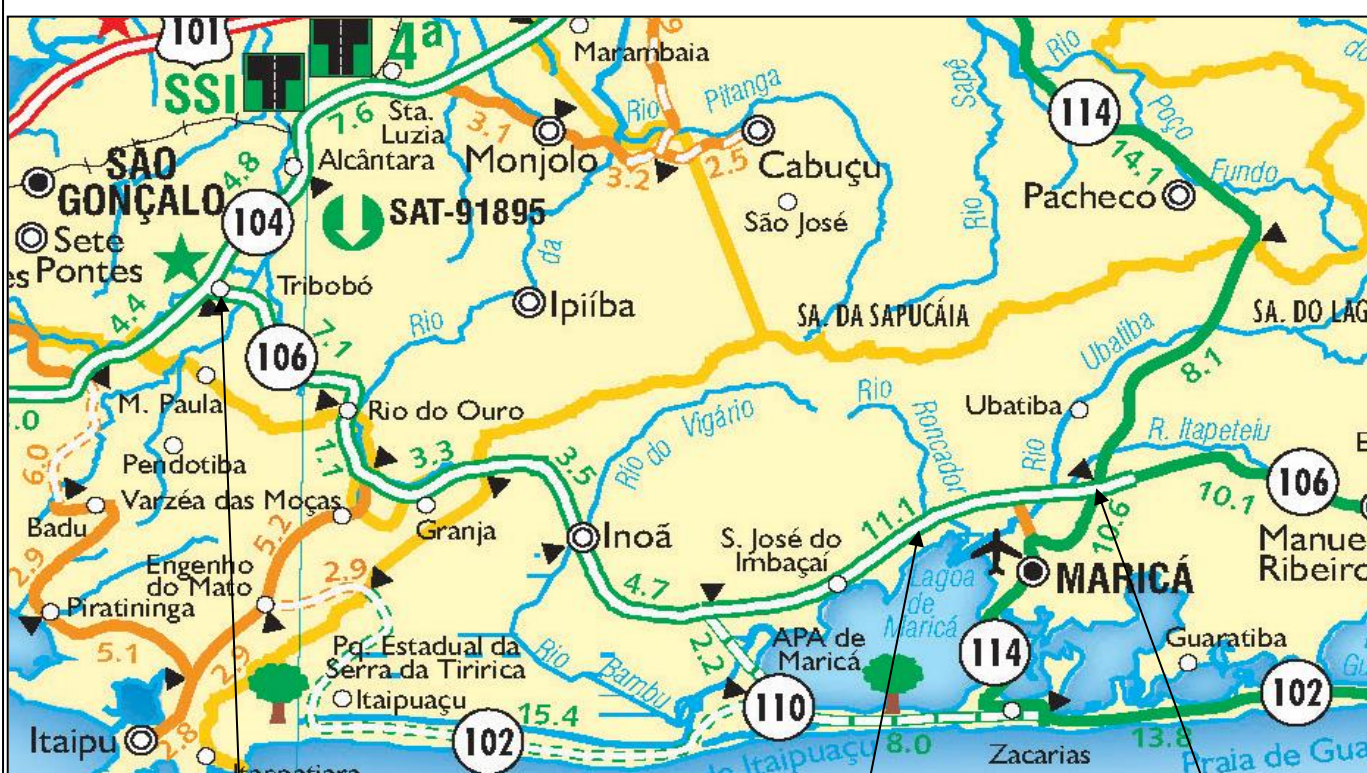 101
SSI
4ª
Marambaia
Rio
Pitanga
Rio
Sapê
Rio
Poço
Fundo
114
14.1
Pacheco
7.6
Sta.
Luzia
3.1
Monjolo
3.2
2.5
Cabuçu
São José
SÃO
GONÇALO
4.8
Alcântara
104
SAT-91895
Sete
Pontes
Tribobó
da
Rio
Ipiíba
SA. DA SAPUCÁIA
SA. DO LAG
Ubatiba
8.1
4.4
7.1
106
M. Paula
Rio do Ouro
Rio do Vigário
Rio
Roncador
Ubatiba
Rio
R. Itapeteiu
.0
6.0
Pendotiba
1.1
3.3
3.5
Varzéa das Moças
Badu
5.2
Granja
Inoã
11.1
S. José do
Imbaçaí
10.6
10.1
106
Manue
Ribeiro
2.9
Engenho
do Mato
2.9
4.7
Lagoa
de
Maricá
MARICÁ
Piratininga
5.1
2.9
Pq. Estadual da
Serra da Tiririca
Itaipuaçu
Rio
Bambu
2.2
APA de
Maricá
114
Guaratiba
Itaipu
2.8
102
15.4
110
8.0
Zacarias
13.8
102
de Itaipuaçu
Praia de Gua